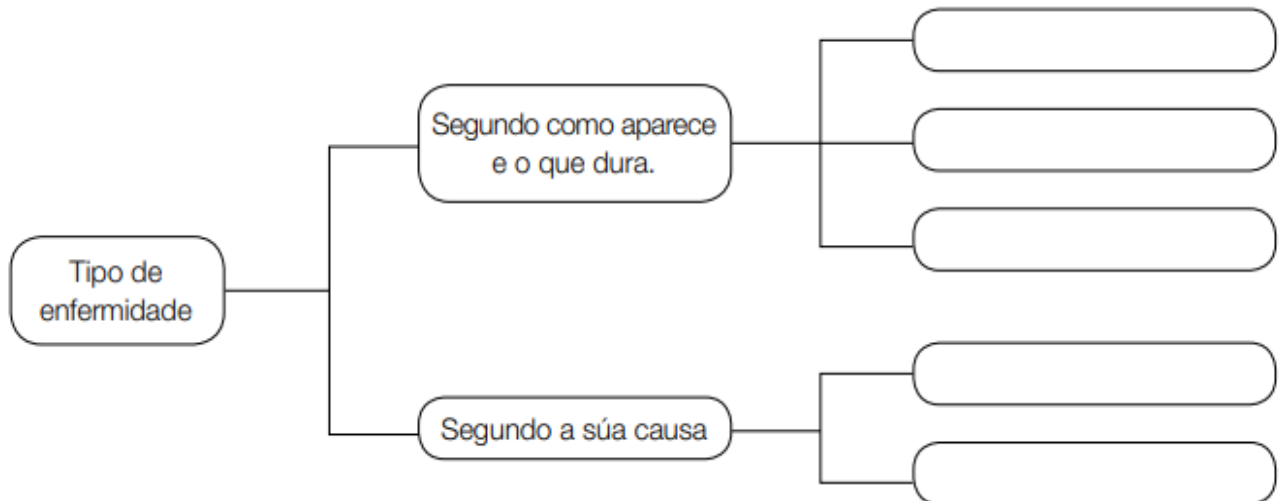 Segundo como aparece
e o que dura.
Tipo de
enfermidade
Segundo a súa causa